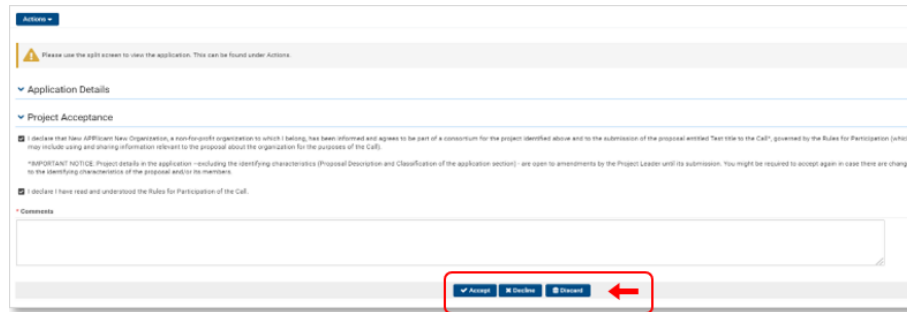 Actions
Please use the split screen to view the application. This can be found under Actions
Application Details
Project Acceptance
I declare that New APPlicant New Organization, a non-for-profit organization to which I belong, has been informed and agrees to be part of a consortium for the project identified above and to the submission of the proposal entitled Test title to the Call*, governed by the Rules for Participation (which
may include using and sharing information relevant to the proposal about the organization for the purposes of the Call).
*IMPORTANT NOTICE. Project details in the application –excluding the identifying characteristics (Proposal Description and Classification of the application section) - are open to amendments by the Project Leader until its submission. You might be required to accept again in case there are chang
to the identifying characteristics of the proposal and/or its members.
I declare I have read and understood the Rules for Participation of the Call.
* Comments
Accept Decline Discard